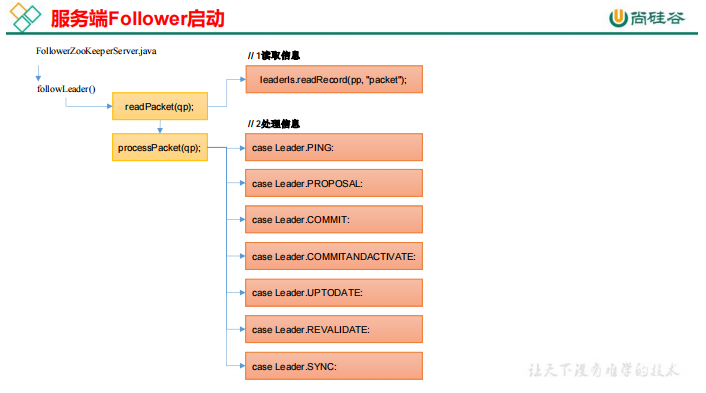 服务端Follower启动
尚硅谷
FollowerZooKeeperServer.java
followLeader()
readPacket(qp);
processPacket(qp);
// 1读取信息
leaderIs.readRecord(pp, "packet");
// 2处理信息
case Leader.PING:
case Leader.PROPOSAL:
case Leader.COMMIT:
case Leader.COMMITANDACTIVATE:
case Leader.UPTODATE:
case Leader.REVALIDATE:
case Leader.SYNC:
让天下没有难学的技术